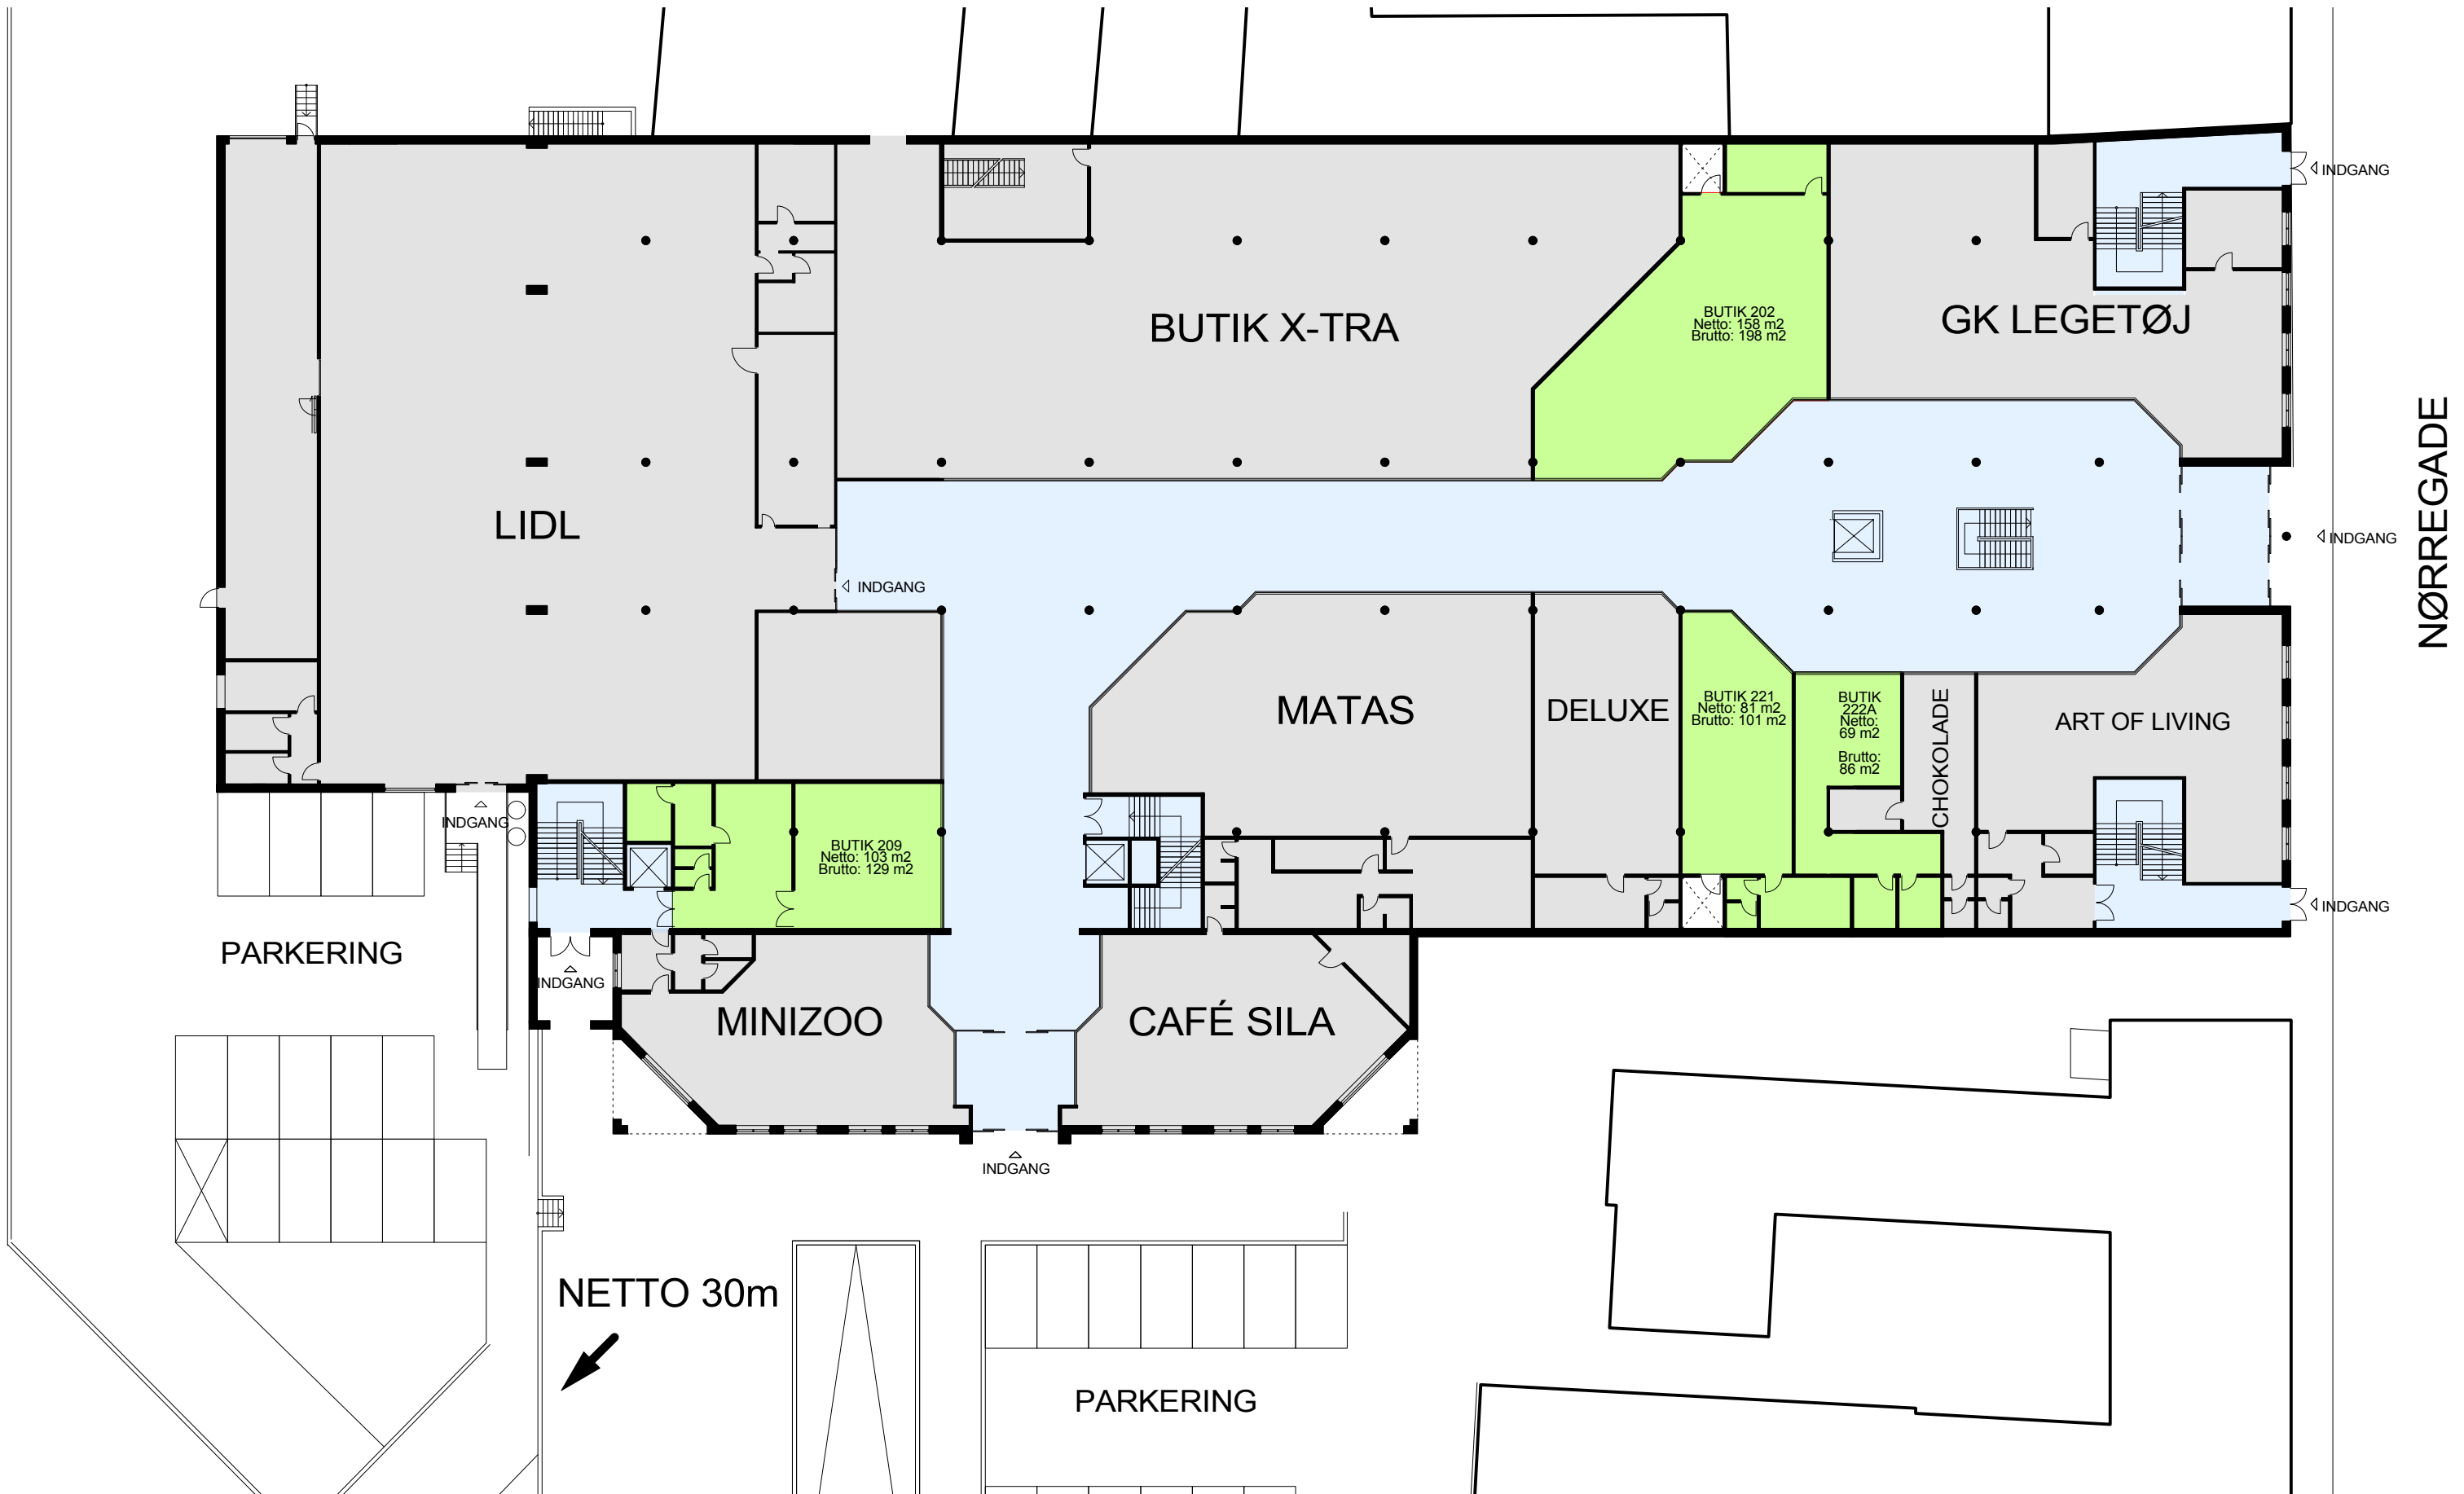 INDGANG
BUTIK X-TRA
BUTIK 202
Netto: 158 m2
Brutto: 198 m2
GK LEGETØJ
NØRREGADE
LIDL
INDGANG
INDGANG
MATAS
DELUXE
BUTIK 221
Netto: 81 m2
Brutto: 101 m2
BUTIK
222A
Netto:
69 m2
Brutto:
86 m2
CHOKOLADE
ART OF LIVING
INDGANG
BUTIK 209
Netto: 103 m2
Brutto: 129 m2
INDGANG
PARKERING
INDGANG
MINIZOO
CAFÉ SILA
INDGANG
NETTO 30m
PARKERING